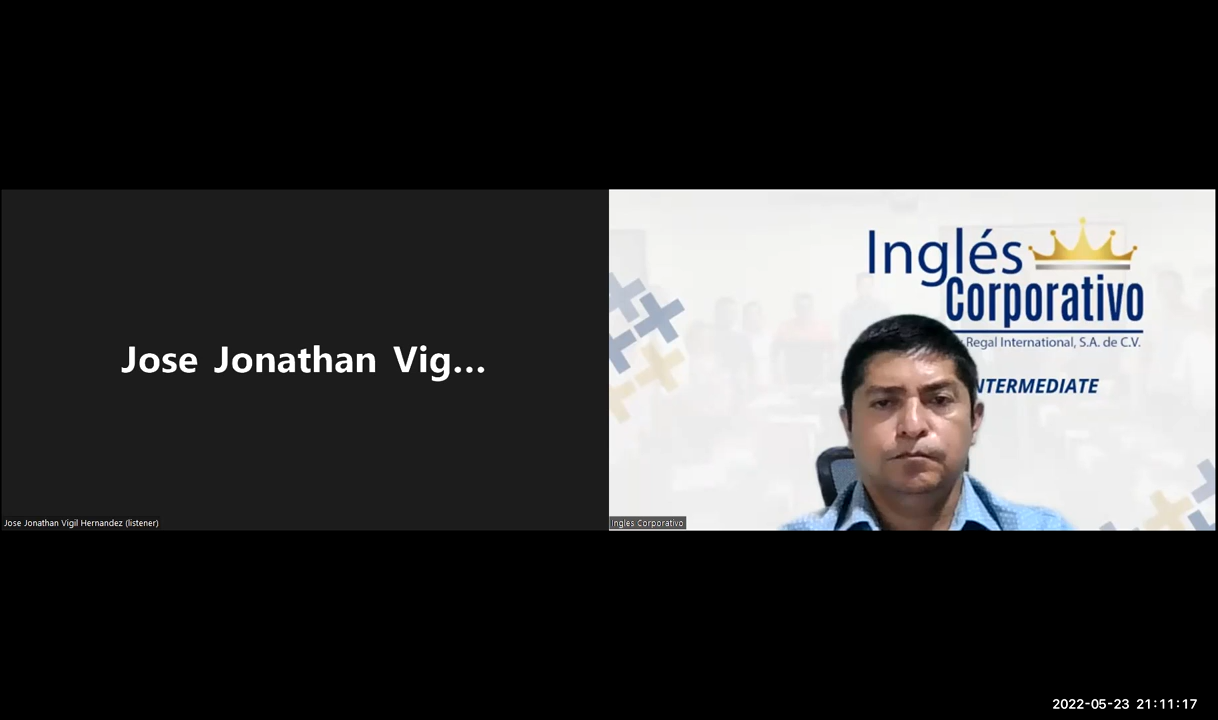 Jose Jonathan Vig...
Jose Jonathan Vigil Hernandez (listener)
Inglés
Corporativo
Regal International, S.A. de C.V.
NTERMEDIATE
Ingles Corporativo
2022-05-23 21:11:17